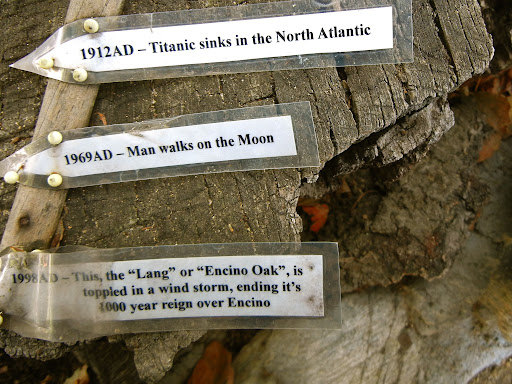 1912AD – Titanic sinks in the North Atlantic
1969AD – Man walks on the Moon
1998AD – This, the “Lang” or “Encino Oak”, is
toppled in a wind storm, ending it’s
1000 year reign over Encino